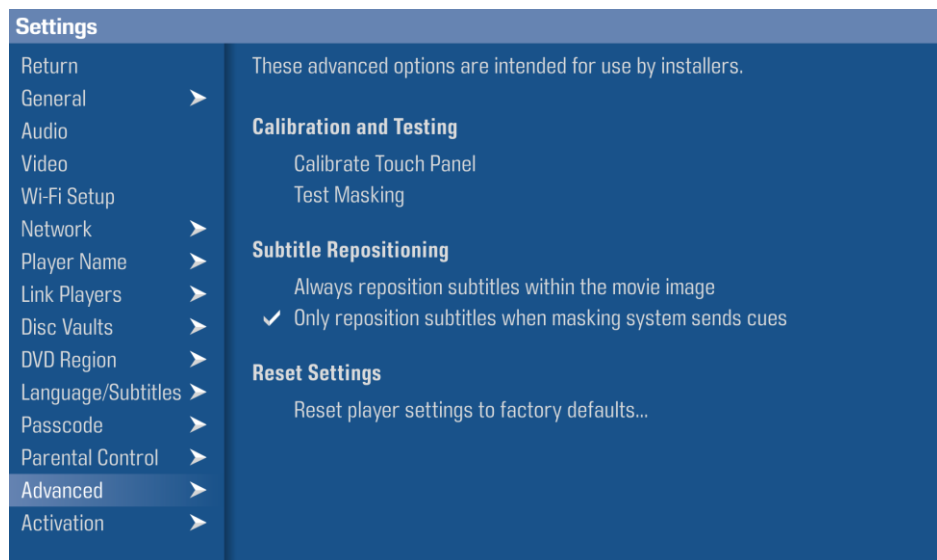 Settings
Return
General
Audio
Video
Wi-Fi Setup
Network
Player Name
Link Players
Disc Vaults
DVD Region
Language/Subtitles
Passcode
Parental Control
Advanced
Activation
These advanced options are intended for use by installers.
Calibration and Testing
Calibrate Touch Panel
Test Masking
Subtitle Repositioning
Always reposition subtitles within the movie image
Only reposition subtitles when masking system sends cues
Reset Settings
Reset player settings to factory defaults...